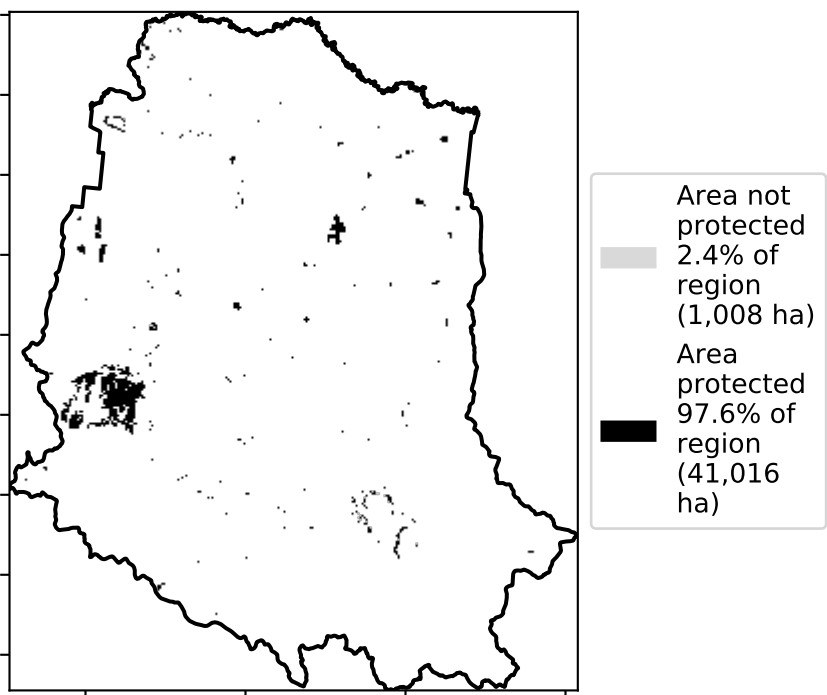 Area not
protected
2.4% of
region
(1,008 ha)
Area
protected
97.6% of
region
(41,016
ha)